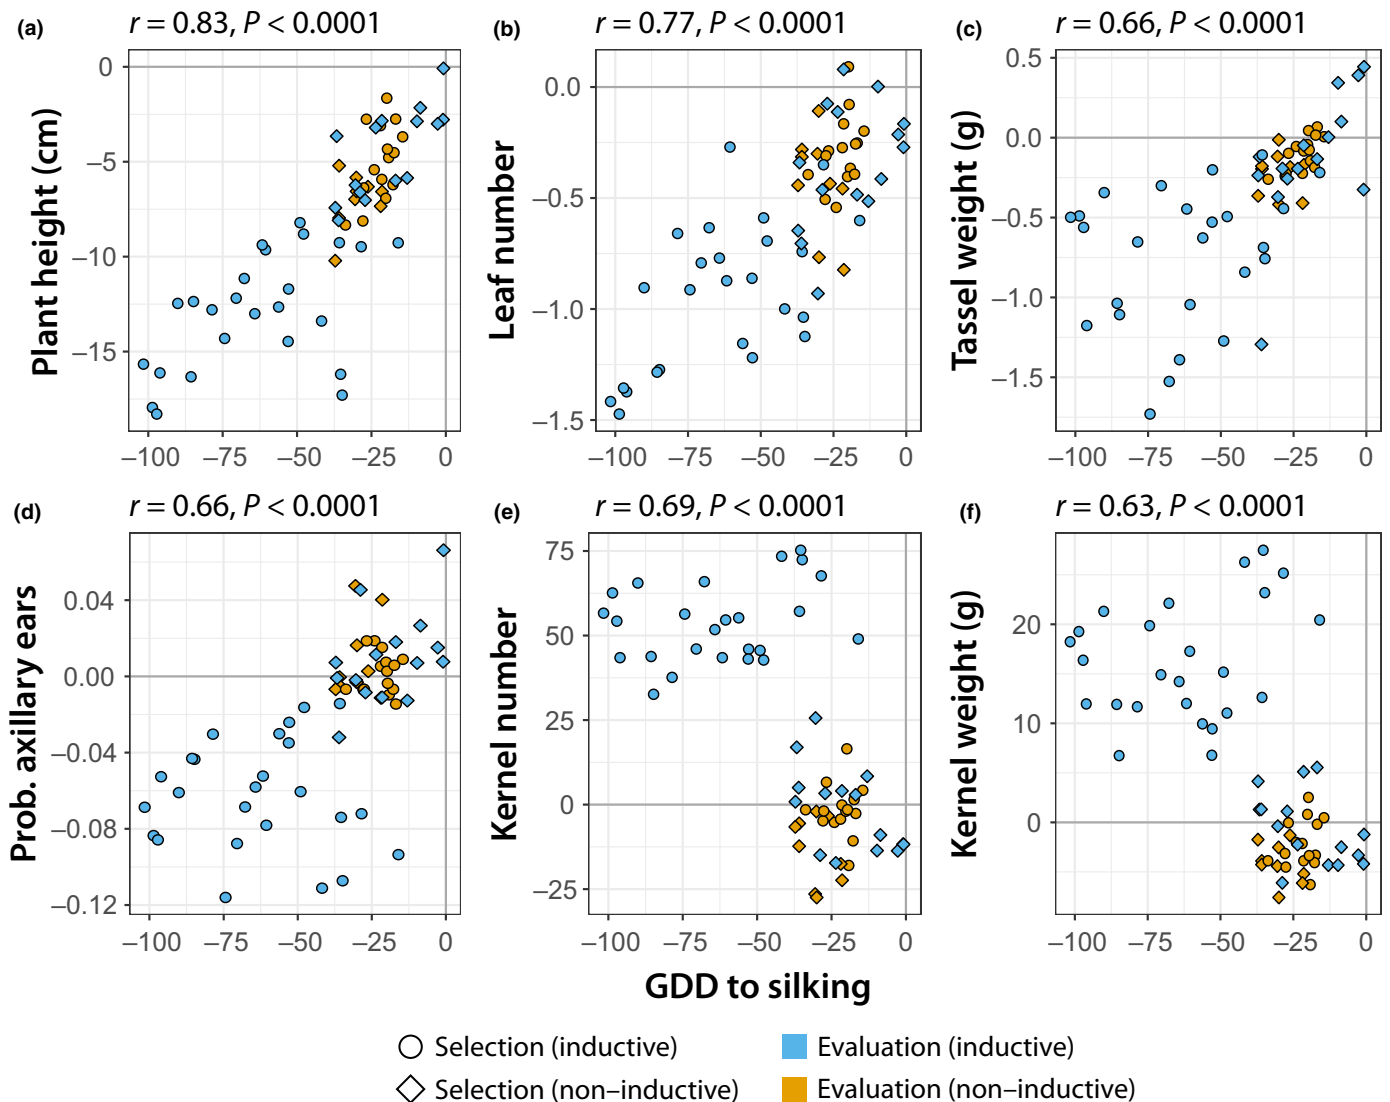 (a) r = 0.83, P < 0.0001
Plant height (cm)
0
−5
−10
−15
−100 −75 −50 −25 0
(b) r = 0.77, P < 0.0001
Leaf number
0.0
−0.5
−1.0
−1.5
−100 −75 −50 −25 0
(c) r = 0.66, P < 0.0001
Tassel weight (g)
0.5
0.0
−0.5
−1.0
−1.5
−100 −75 −50 −25 0
(d) r = 0.66, P < 0.0001
Prob. axillary ears
0.04
0.00
−0.04
−0.08
−0.12
−100 −75 −50 −25 0
(e) r = 0.69, P < 0.0001
Kernel number
75
50
25
0
−25
−100 −75 −50 −25 0
(f) r = 0.63, P < 0.0001
Kernel weight (g)
20
10
0
−100 −75 −50 −25 0
GDD to silking
Selection (inductive)
Evaluation (inductive)
Selection (non−inductive)
Evaluation (non−inductive)